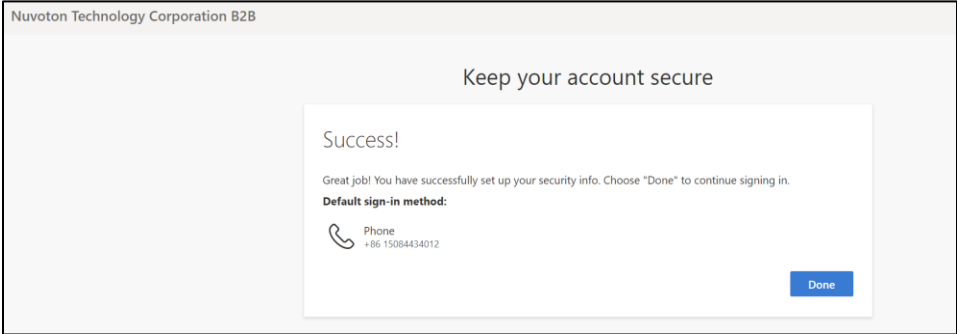 Nuvoton Technology Corporation B2B
Keep your account secure
Success!
Great job! You have successfully set up your security info. Choose "Done" to continue signing in.
Default sign-in method:
Phone
+86 15084434012
Done